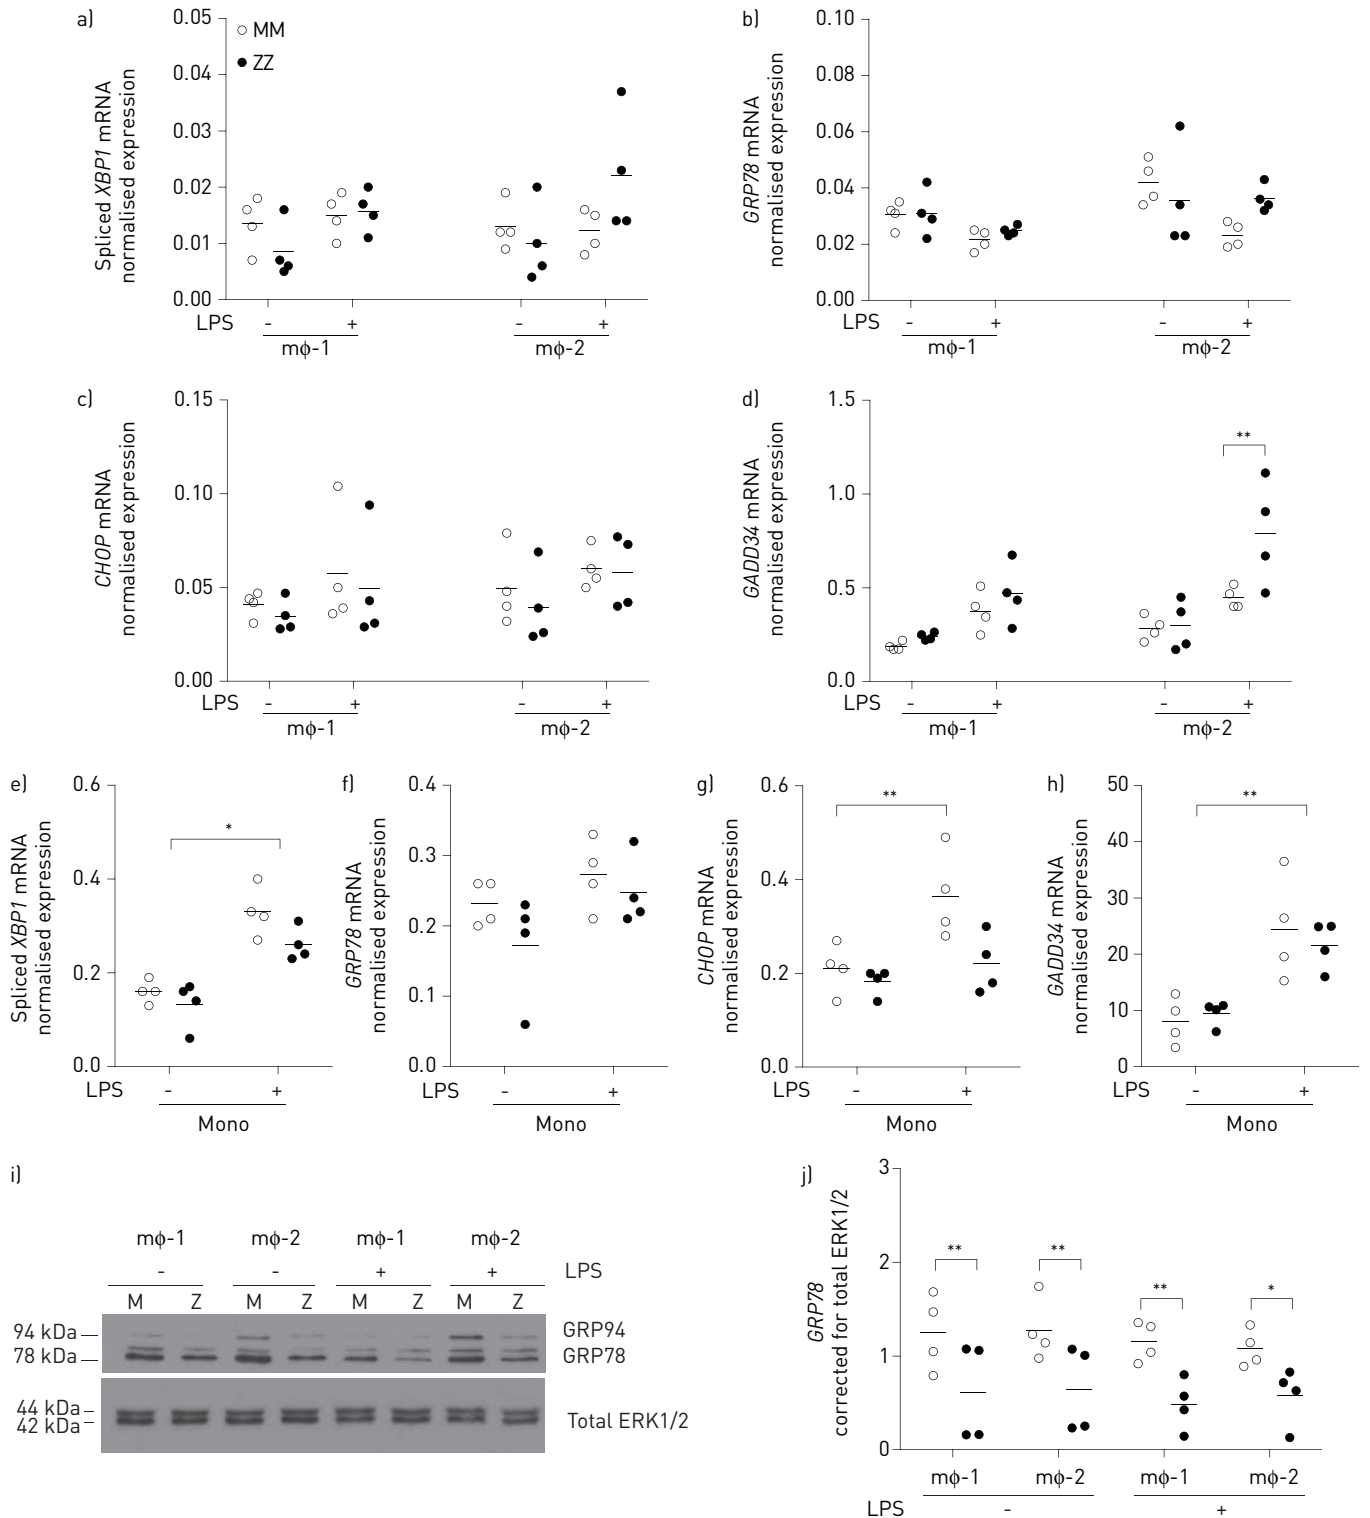 a)
Spliced XBP1 mRNA
normalised expression
0.05
0.04
0.03
0.02
0.01
0.00
MM
ZZ
LPS - + - +
mϕ-1 mϕ-2
b)
GRP78 mRNA
normalised expression
0.10
0.08
0.06
0.04
0.02
0.00
LPS - + - +
mϕ-1 mϕ-2
c)
CHOP mRNA
normalised expression
0.15
0.10
0.05
0.00
LPS - + - +
mϕ-1 mϕ-2
d)
GADD34 mRNA
normalised expression
1.5
1.0
0.5
0.0
**
LPS - + - +
mϕ-1 mϕ-2
e)
Spliced XBP1 mRNA
normalised expression
0.6
0.4
0.2
0.0
*
LPS - +
Mono
f)
GRP78 mRNA
normalised expression
0.4
0.3
0.2
0.1
0.0
LPS - +
Mono
g)
CHOP mRNA
normalised expression
0.6
0.4
0.2
0.0
**
LPS - +
Mono
h)
GADD34 mRNA
normalised expression
50
40
30
20
10
0
**
LPS - +
Mono
i)
mϕ-1 mϕ-2 mϕ-1 mϕ-2
- - + + LPS
M Z M Z M Z M Z
94 kDa GRP94
78 kDa GRP78
44 kDa
42 kDa
Total ERK1/2
j)
GRP78
corrected for total ERK1/2
3
2
1
0
** ** ** *
mϕ-1 mϕ-2 mϕ-1 mϕ-2
LPS - +